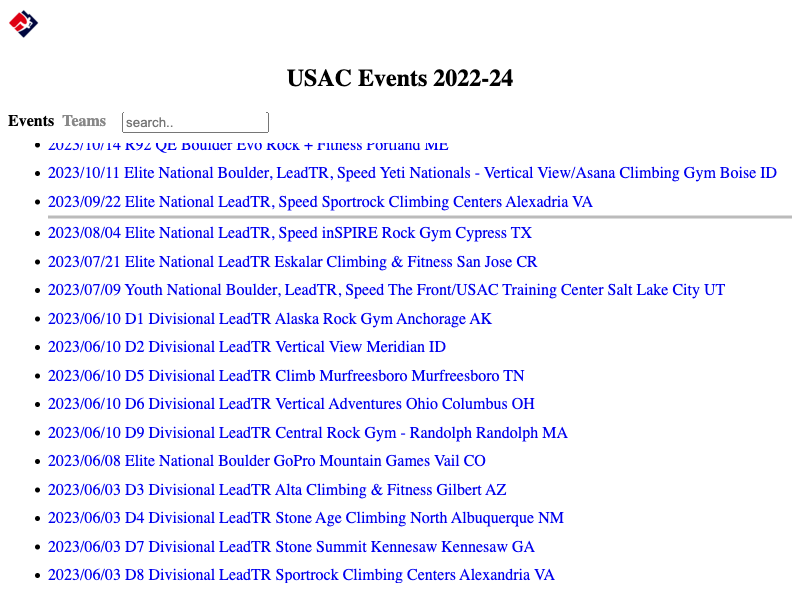 USAC Events 2022-24
Events Teams search..
2023/10/14 R92 QE Boulder Evo Rock + Fitness Portland ME
2023/10/11 Elite National Boulder, LeadTR, Speed Yeti Nationals - Vertical View/Asana Climbing Gym Boise ID
2023/09/22 Elite National LeadTR, Speed Sportrock Climbing Centers Alexadria VA
2023/08/04 Elite National LeadTR, Speed inSPIRE Rock Gym Cypress TX
2023/07/21 Elite National LeadTR Eskalar Climbing & Fitness San Jose CR
2023/07/09 Youth National Boulder, LeadTR, Speed The Front/USAC Training Center Salt Lake City UT
2023/06/10 D1 Divisional LeadTR Alaska Rock Gym Anchorage AK
2023/06/10 D2 Divisional LeadTR Vertical View Meridian ID
2023/06/10 D5 Divisional LeadTR Climb Murfreesboro Murfreesboro TN
2023/06/10 D6 Divisional LeadTR Vertical Adventures Ohio Columbus OH
2023/06/10 D9 Divisional LeadTR Central Rock Gym - Randolph Randolph MA
2023/06/08 Elite National Boulder GoPro Mountain Games Vail CO
2023/06/03 D3 Divisional LeadTR Alta Climbing & Fitness Gilbert AZ
2023/06/03 D4 Divisional LeadTR Stone Age Climbing North Albuquerque NM
2023/06/03 D7 Divisional LeadTR Stone Summit Kennesaw Kennesaw GA
2023/06/03 D8 Divisional LeadTR Sportrock Climbing Centers Alexandria VA